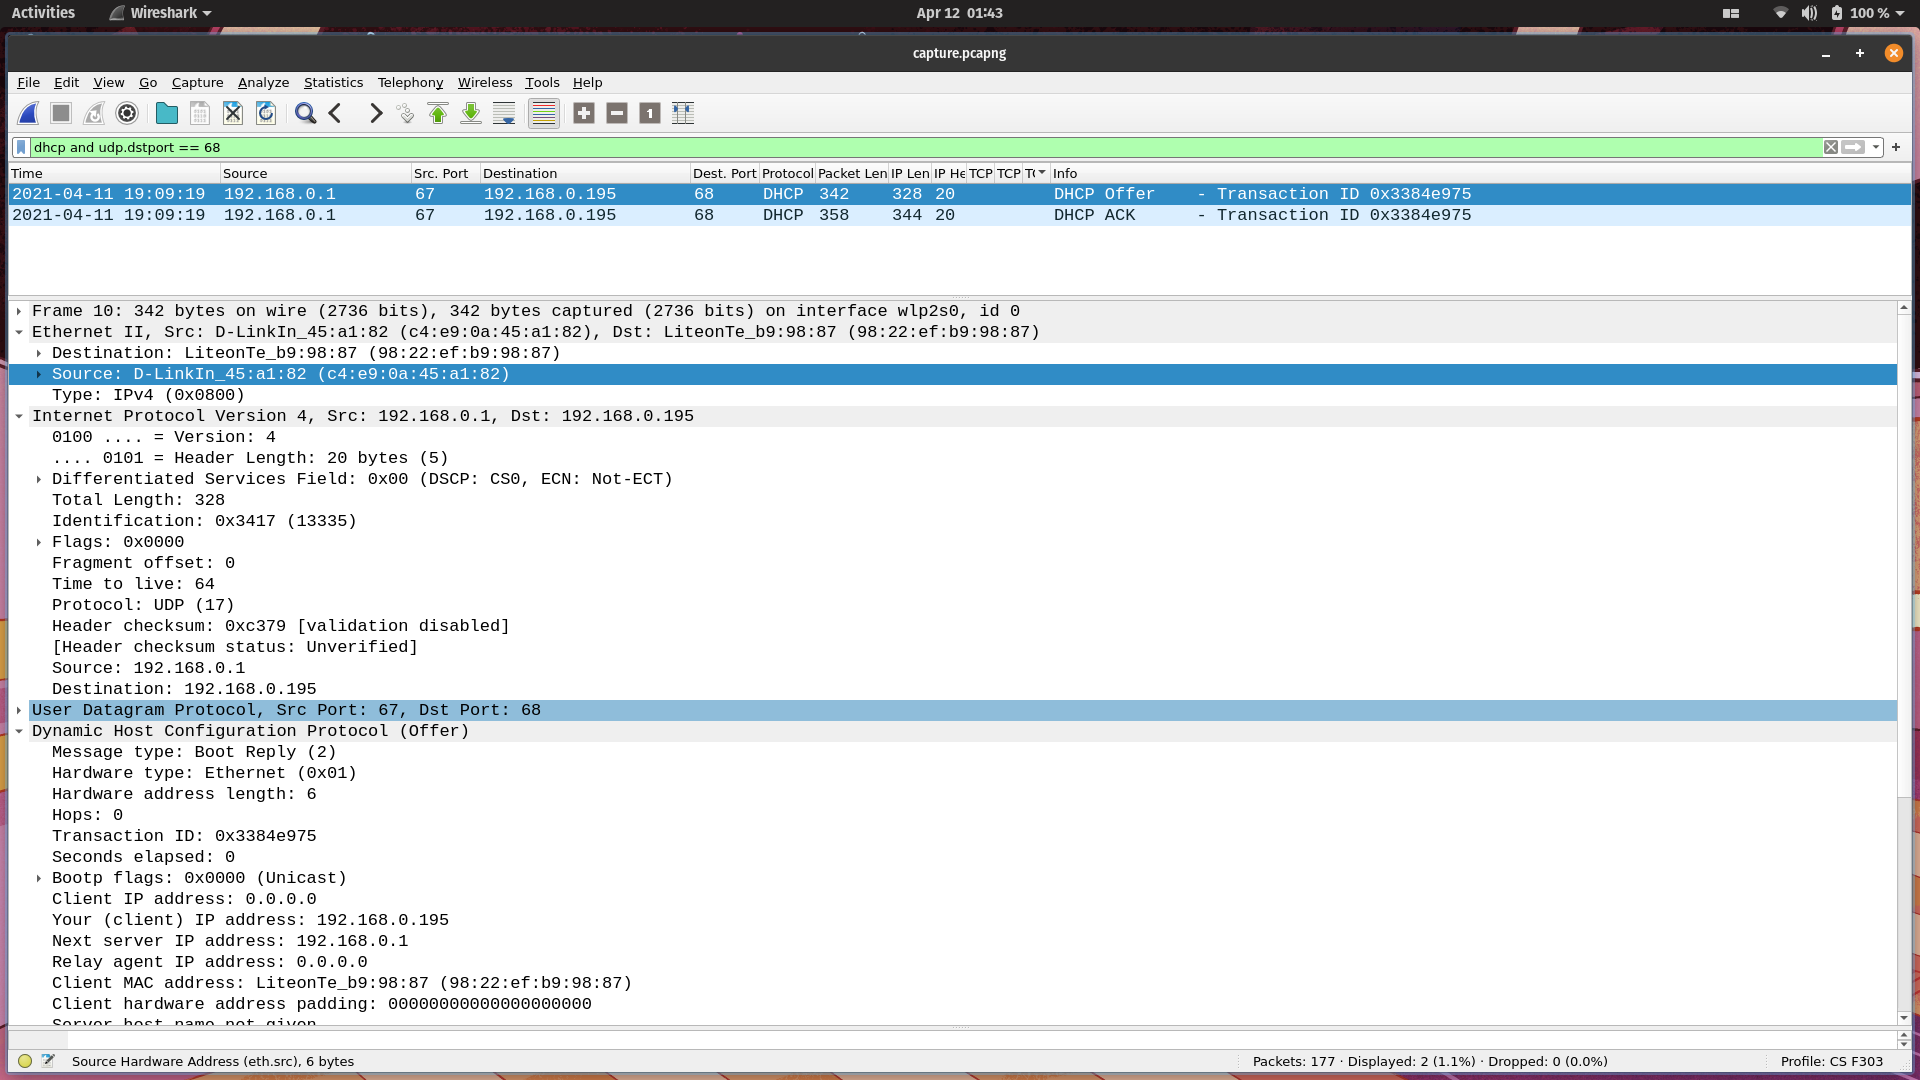 Activities Wireshark Apr 12 01:43 100 %
capture.pcapng
File Edit View Go Capture Analyze Statistics Telephony Wireless Tools Help
1
dhcp and udp.dstport == 68 +
Time Source Src. Port Destination Dest. Port Protocol Packet Len IP Len IP He TCP TCP Info
2021-04-11 19:09:19 192.168.0.1 67 192.168.0.195 68 DHCP 342 328 20 DHCP Offer - Transaction ID 0x3384e975
2021-04-11 19:09:19 192.168.0.1 67 192.168.0.195 68 DHCP 358 344 20 DHCP ACK - Transaction ID 0x3384e975
Frame 10: 342 bytes on wire (2736 bits), 342 bytes captured (2736 bits) on interface wlp2s0, id 0
Ethernet II, Src: D-LinkIn_45:a1:82 (c4:e9:0a:45:a1:82), Dst: LiteonTe_b9:98:87 (98:22:ef:b9:98:87)
Destination: LiteonTe_b9:98:87 (98:22:ef:b9:98:87)
Source: D-LinkIn_45:a1:82 (c4:e9:0a:45:a1:82)
Type: IPv4 (0x0800)
Internet Protocol Version 4, Src: 192.168.0.1, Dst: 192.168.0.195
0100 .... = Version: 4
.... 0101 = Header Length: 20 bytes (5)
Differentiated Services Field: 0x00 (DSCP: CS0, ECN: Not-ECT)
Total Length: 328
Identification: 0x3417 (13335)
Flags: 0x0000
Fragment offset: 0
Time to live: 64
Protocol: UDP (17)
Header checksum: 0xc379 [validation disabled]
[Header checksum status: Unverified]
Source: 192.168.0.1
Destination: 192.168.0.195
User Datagram Protocol, Src Port: 67, Dst Port: 68
Dynamic Host Configuration Protocol (Offer)
Message type: Boot Reply (2)
Hardware type: Ethernet (0x01)
Hardware address length: 6
Hops: 0
Transaction ID: 0x3384e975
Seconds elapsed: 0
Bootp flags: 0x0000 (Unicast)
Client IP address: 0.0.0.0
Your (client) IP address: 192.168.0.195
Next server IP address: 192.168.0.1
Relay agent IP address: 0.0.0.0
Client MAC address: LiteonTe_b9:98:87 (98:22:ef:b9:98:87)
Client hardware address padding: 00000000000000000000
Server host name not given
Source Hardware Address (eth.src), 6 bytes Packets: 177 · Displayed: 2 (1.1%) · Dropped: 0 (0.0%) Profile: CS F303